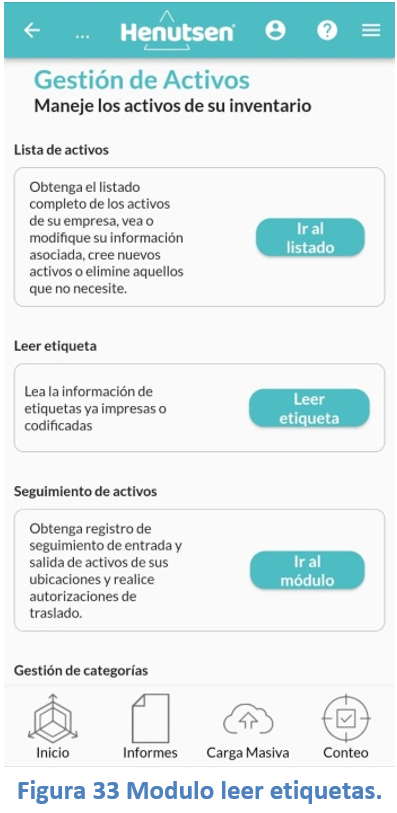 ...
Henutsen®
Gestión de Activos
Maneje los activos de su inventario
Lista de activos
Obtenga el listado
completo de los activos
de su empresa, vea o
modifique su información
asociada, cree nuevos
activos o elimine aquellos
que no necesite.
Ir al
listado
Leer etiqueta
Lea la información de
etiquetas ya impresas o
codificadas
Leer
etiqueta
Seguimiento de activos
Obtenga registro de
seguimiento de entrada y
salida de activos de sus
ubicaciones y realice
autorizaciones de
traslado.
Ir al
módulo
Gestión de categorías
Inicio
Informes
Carga Masiva
Conteo
Figura 33 Modulo leer etiquetas.